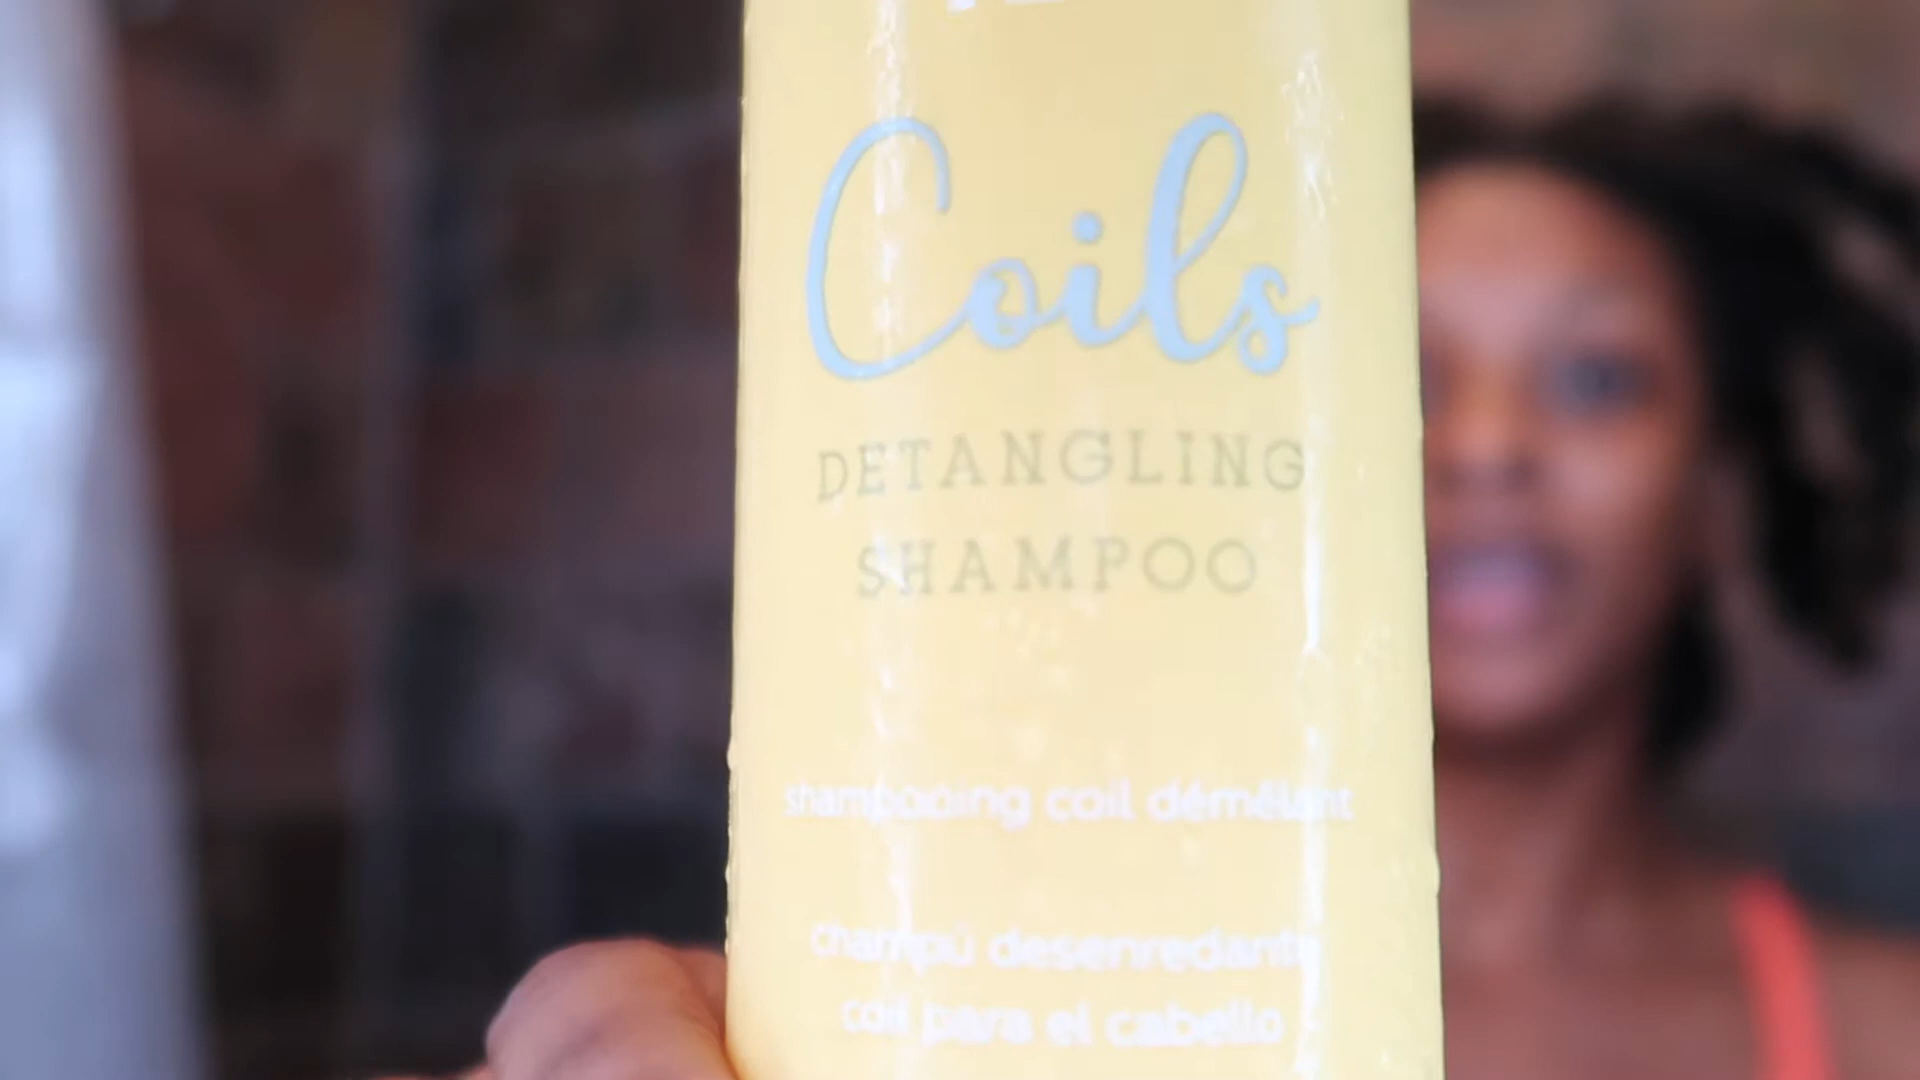 Coils
DETANGLING
SHAMPOO
shampooing coil démêlant
champú desenredante
coil para el cabello